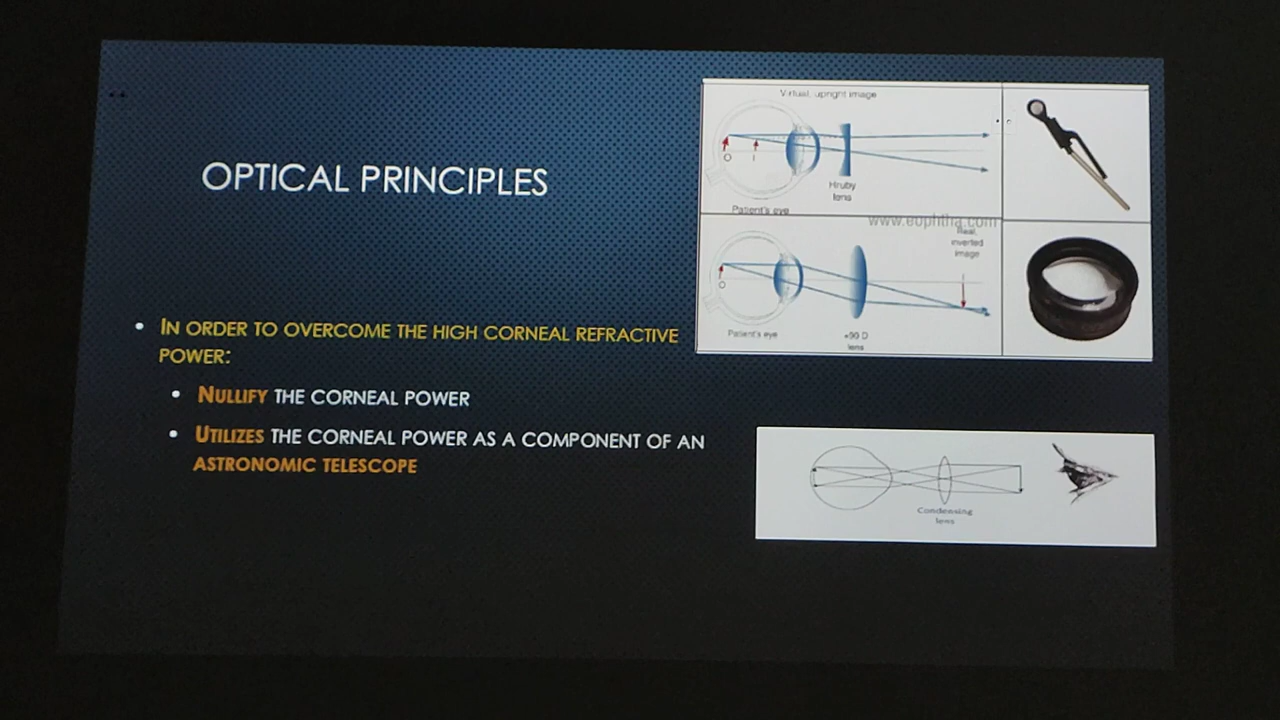 OPTICAL PRINCIPLES
• IN ORDER TO OVERCOME THE HIGH CORNEAL REFRACTIVE
POWER:
• NULLIFY THE CORNEAL POWER
• UTILIZES THE CORNEAL POWER AS A COMPONENT OF AN
ASTRONOMIC TELESCOPE
Virtual, upright image
O
I
Hruby
lens
Patient's eye
www.eophtha.com
Real,
inverted
image
O
Patient's eye
+90 D
lens
Condensing
lens